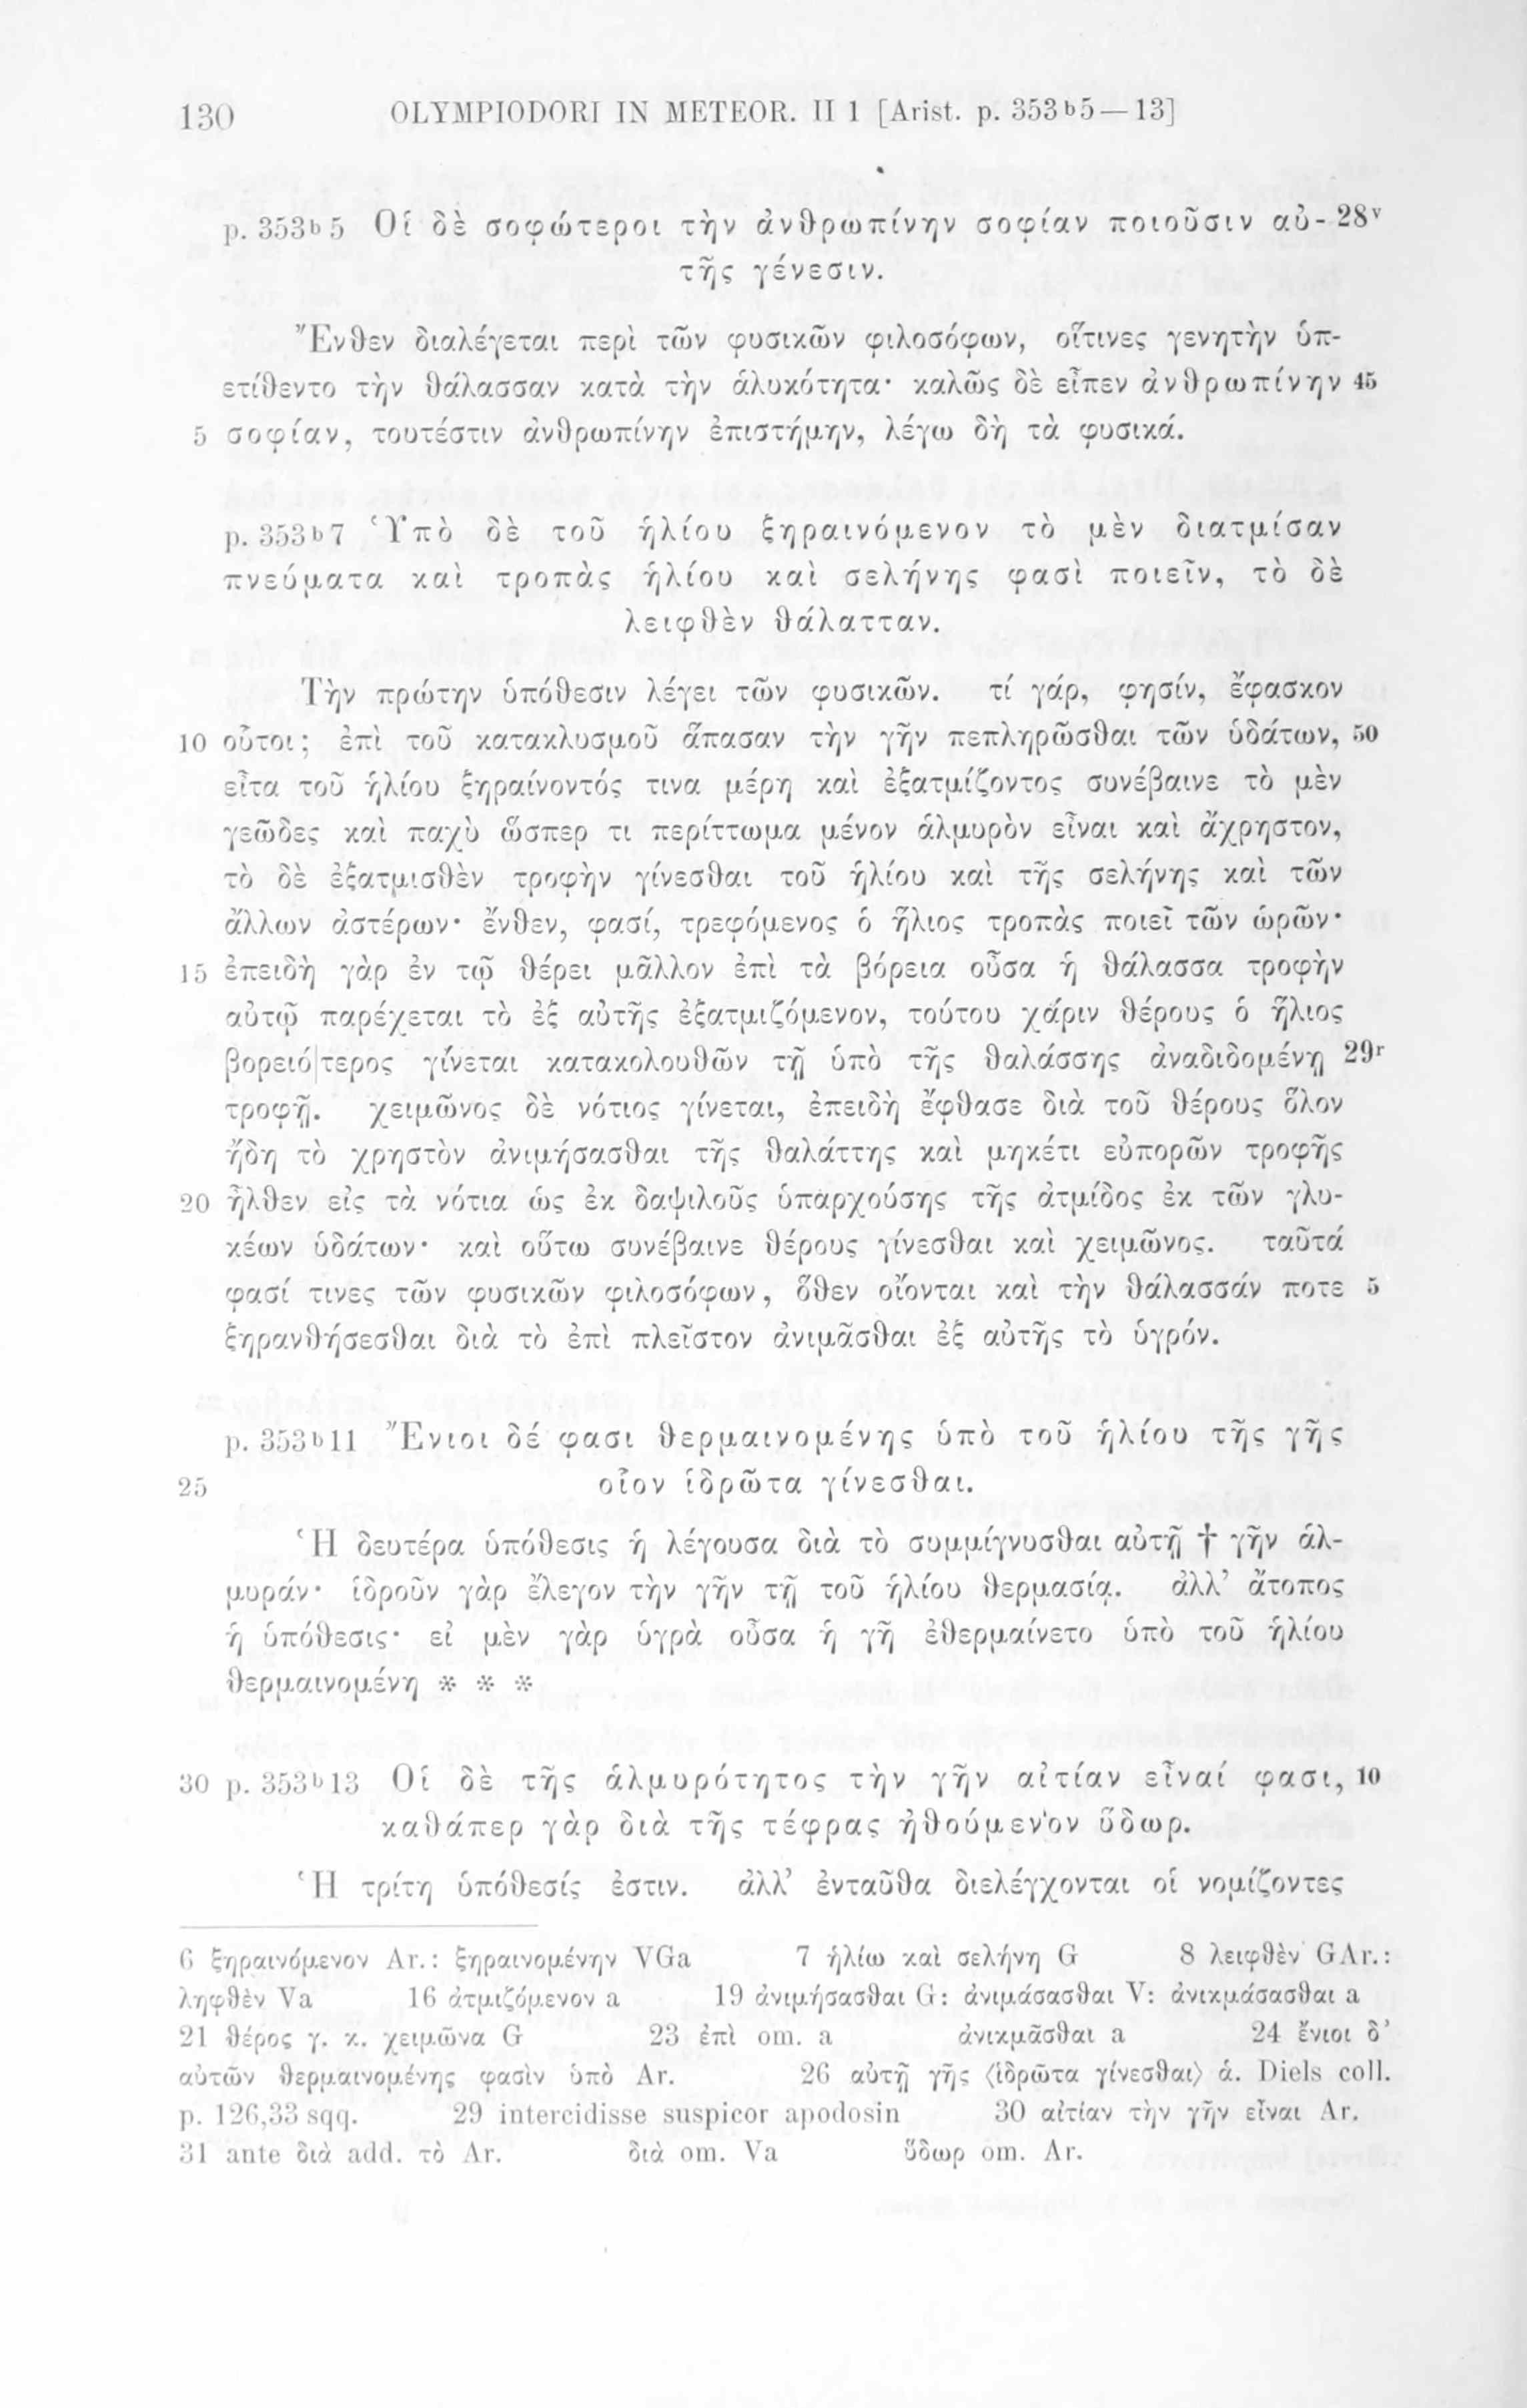 130 OLYMPIODORI IN METEOR. II 1 [Arist. p. 353ᵇ5—13]
p. 353ᵇ5 Οἱ δὲ σοφώτεροι τὴν ἀνθρωπίνην σοφίαν ποιοῦσιν αὐ- 28ᵛ
τῆς γένεσιν.
Ἔνθεν διαλέγεται περὶ τῶν φυσικῶν φιλοσόφων, οἵτινες γενητὴν ὑπ-
ετίθεντο τὴν θάλασσαν κατὰ τὴν ἁλυκότητα· καλῶς δὲ εἶπεν ἀνθρωπίνην 45
5 σοφίαν, τουτέστιν ἀνθρωπίνην ἐπιστήμην, λέγω δὴ τὰ φυσικά.
p. 353ᵇ7 Ὑπὸ δὲ τοῦ ἡλίου ξηραινόμενον τὸ μὲν διατμίσαν
πνεύματα καὶ τροπὰς ἡλίου καὶ σελήνης φασὶ ποιεῖν, τὸ δὲ
λειφθὲν θάλατταν.
Τὴν πρώτην ὑπόθεσιν λέγει τῶν φυσικῶν. τί γάρ, φησίν, ἔφασκον
10 οὗτοι; ἐπὶ τοῦ κατακλυσμοῦ ἅπασαν τὴν γῆν πεπληρῶσθαι τῶν ὑδάτων, 50
εἶτα τοῦ ἡλίου ξηραίνοντός τινα μέρη καὶ ἐξατμίζοντος συνέβαινε τὸ μὲν
γεῶδες καὶ παχὺ ὥσπερ τι περίττωμα μένον ἁλμυρὸν εἶναι καὶ ἄχρηστον,
τὸ δὲ ἐξατμισθὲν τροφὴν γίνεσθαι τοῦ ἡλίου καὶ τῆς σελήνης καὶ τῶν
ἄλλων ἀστέρων· ἔνθεν, φασί, τρεφόμενος ὁ ἥλιος τροπὰς ποιεῖ τῶν ὡρῶν·
15 ἐπειδὴ γὰρ ἐν τῷ θέρει μᾶλλον ἐπὶ τὰ βόρεια οὖσα ἡ θάλασσα τροφὴν
αὐτῷ παρέχεται τὸ ἐξ αὐτῆς ἐξατμιζόμενον, τούτου χάριν θέρους ὁ ἥλιος
βορειό|τερος γίνεται κατακολουθῶν τῇ ὑπὸ τῆς θαλάσσης ἀναδιδομένῃ 29ʳ
τροφῇ. χειμῶνος δὲ νότιος γίνεται, ἐπειδὴ ἔφθασε διὰ τοῦ θέρους ὅλον
ἤδη τὸ χρηστὸν ἀνιμήσασθαι τῆς θαλάττης καὶ μηκέτι εὐπορῶν τροφῆς
20 ἦλθεν εἰς τὰ νότια ὡς ἐκ δαψιλοῦς ὑπαρχούσης τῆς ἀτμίδος ἐκ τῶν γλυ-
κέων ὑδάτων· καὶ οὕτω συνέβαινε θέρους γίνεσθαι καὶ χειμῶνος. ταῦτά
φασί τινες τῶν φυσικῶν φιλοσόφων, ὅθεν οἴονται καὶ τὴν θάλασσάν ποτε 5
ξηρανθήσεσθαι διὰ τὸ ἐπὶ πλεῖστον ἀνιμᾶσθαι ἐξ αὐτῆς τὸ ὑγρόν.
p. 353ᵇ11 Ἔνιοι δέ φασι θερμαινομένης ὑπὸ τοῦ ἡλίου τῆς γῆς
25 οἷον ἱδρῶτα γίνεσθαι.
Ἡ δευτέρα ὑπόθεσις ἡ λέγουσα διὰ τὸ συμμίγνυσθαι αὐτῇ † γῆν ἁλ-
μυράν· ἱδροῦν γὰρ ἔλεγον τὴν γῆν τῇ τοῦ ἡλίου θερμασίᾳ. ἀλλ’ ἄτοπος
ἡ ὑπόθεσις· εἰ μὲν γὰρ ὑγρὰ οὖσα ἡ γῆ ἐθερμαίνετο ὑπὸ τοῦ ἡλίου
θερμαινομένη * * *
30 p. 353ᵇ13 Οἱ δὲ τῆς ἁλμυρότητος τὴν γῆν αἰτίαν εἶναί φασι, 10
καθάπερ γὰρ διὰ τῆς τέφρας ἠθούμενον ὕδωρ.
Ἡ τρίτη ὑπόθεσίς ἐστιν. ἀλλ’ ἐνταῦθα διελέγχονται οἱ νομίζοντες
6 ξηραινόμενον Ar.: ξηραινομένην VGa 7 ἡλίω καὶ σελήνη G 8 λειφθὲν GAr.:
ληφθὲν Va 16 ἀτμιζόμενον a 19 ἀνιμήσασθαι G: ἀνιμάσασθαι V: ἀνικμάσασθαι a
21 θέρος γ. κ. χειμῶνα G 23 ἐπὶ om. a ἀνικμᾶσθαι a 24 ἔνιοι δ’
αὐτῶν θερμαινομένης φασὶν ὑπὸ Ar. 26 αὐτῇ γῆς ⟨ἱδρῶτα γίνεσθαι⟩ ἁ. Diels coll.
p. 126,33 sqq. 29 intercidisse suspicor apodosin 30 αἰτίαν τὴν γῆν εἶναι Ar.
31 ante διὰ add. τὸ Ar. διὰ om. Va ὕδωρ om. Ar.